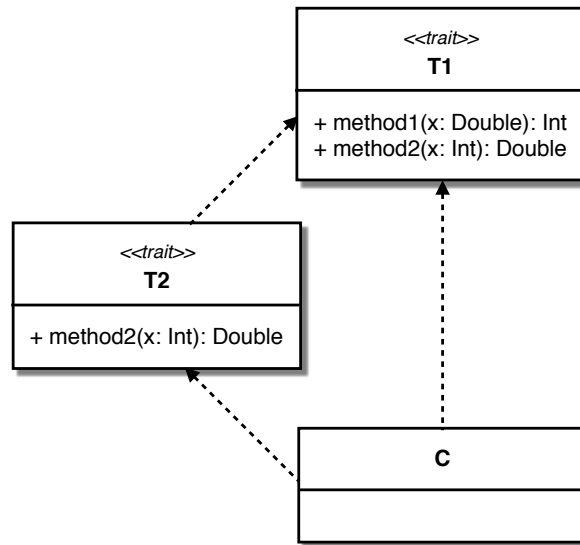 <<trait>>
T1
+ method1(x: Double): Int
+ method2(x: Int): Double
<<trait>>
T2
+ method2(x: Int): Double
C